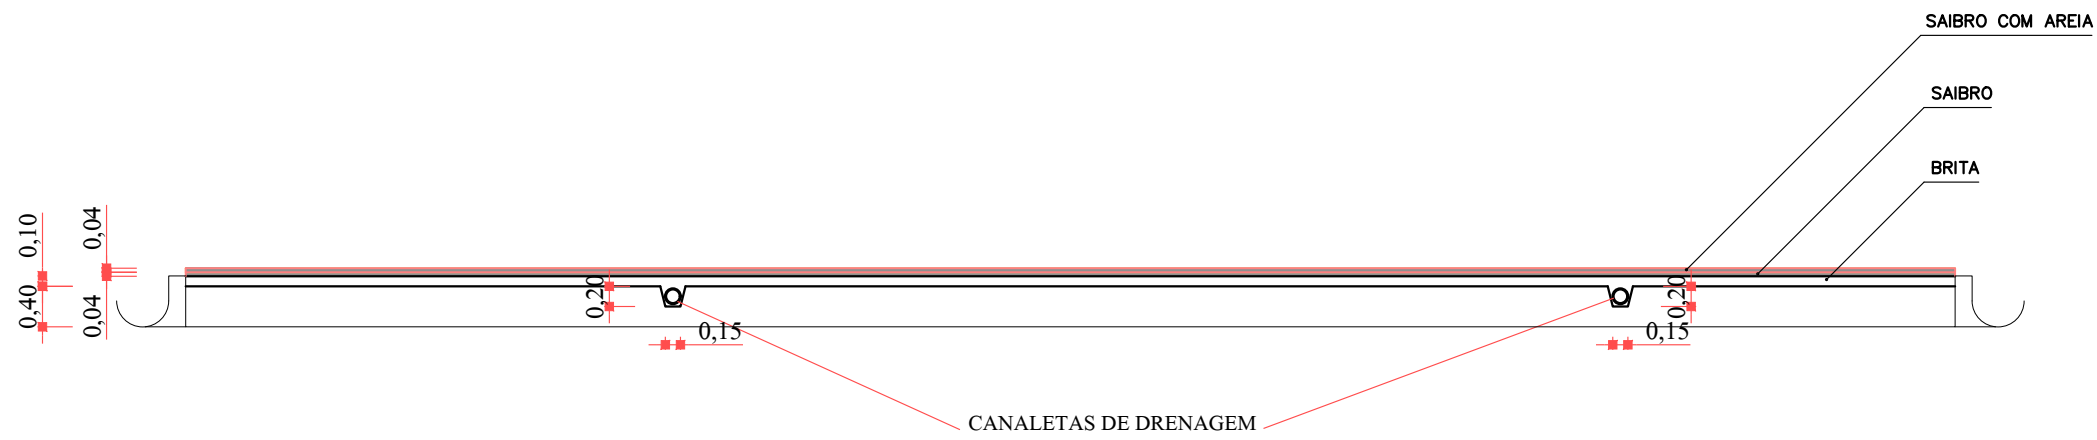 SAIBRO COM AREIA
SAIBRO
BRITA
0,10
0,04
0,40
0,04
0,20
0,20
0,15
0,15
CANALETAS DE DRENAGEM